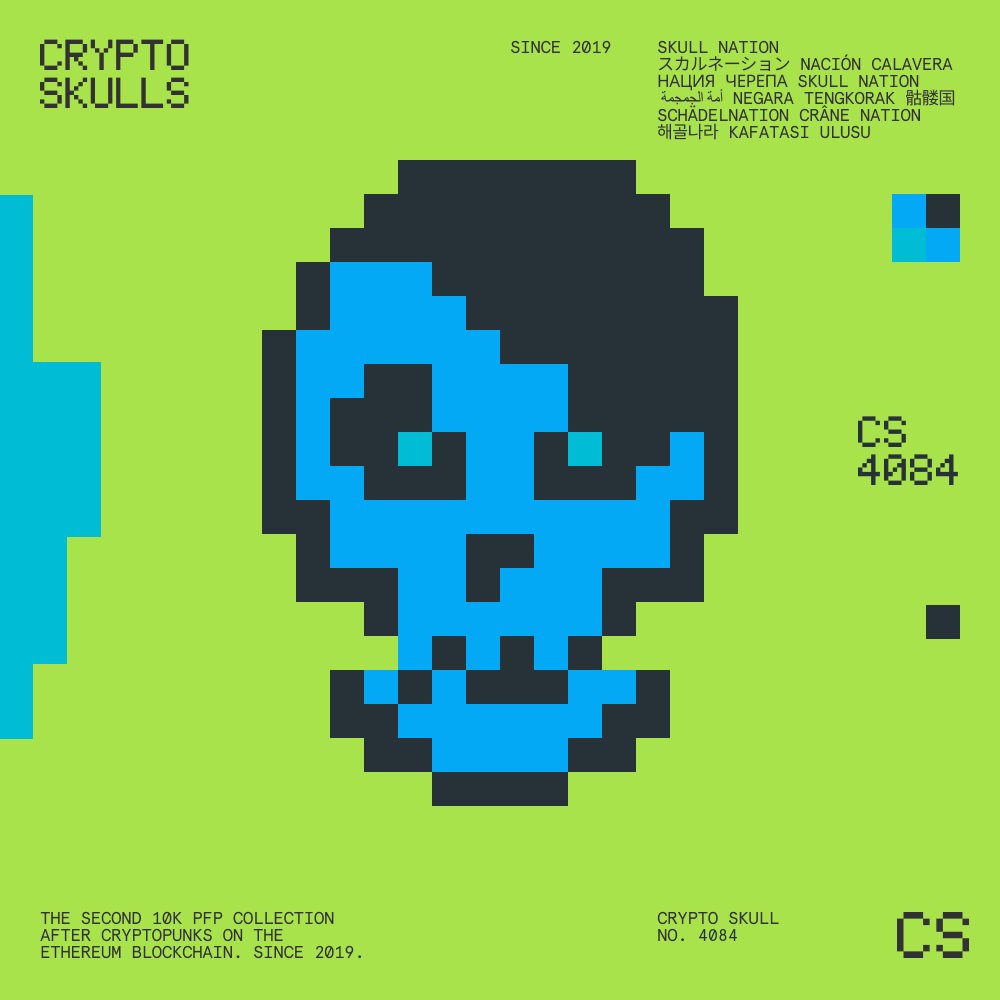 CRYPTO
SKULLS
SINCE 2019
SKULL NATION
スカルネーション NACIÓN CALAVERA
НАЦИЯ ЧЕРЕПА SKULL NATION
أمة الجمجمة NEGARA TENGKORAK 骷髅国
SCHÄDELNATION CRÂNE NATION
해골나라 KAFATASI ULUSU
CS
4084
THE SECOND 10K PFP COLLECTION
AFTER CRYPTOPUNKS ON THE
ETHEREUM BLOCKCHAIN. SINCE 2019.
CRYPTO SKULL
NO. 4084
CS